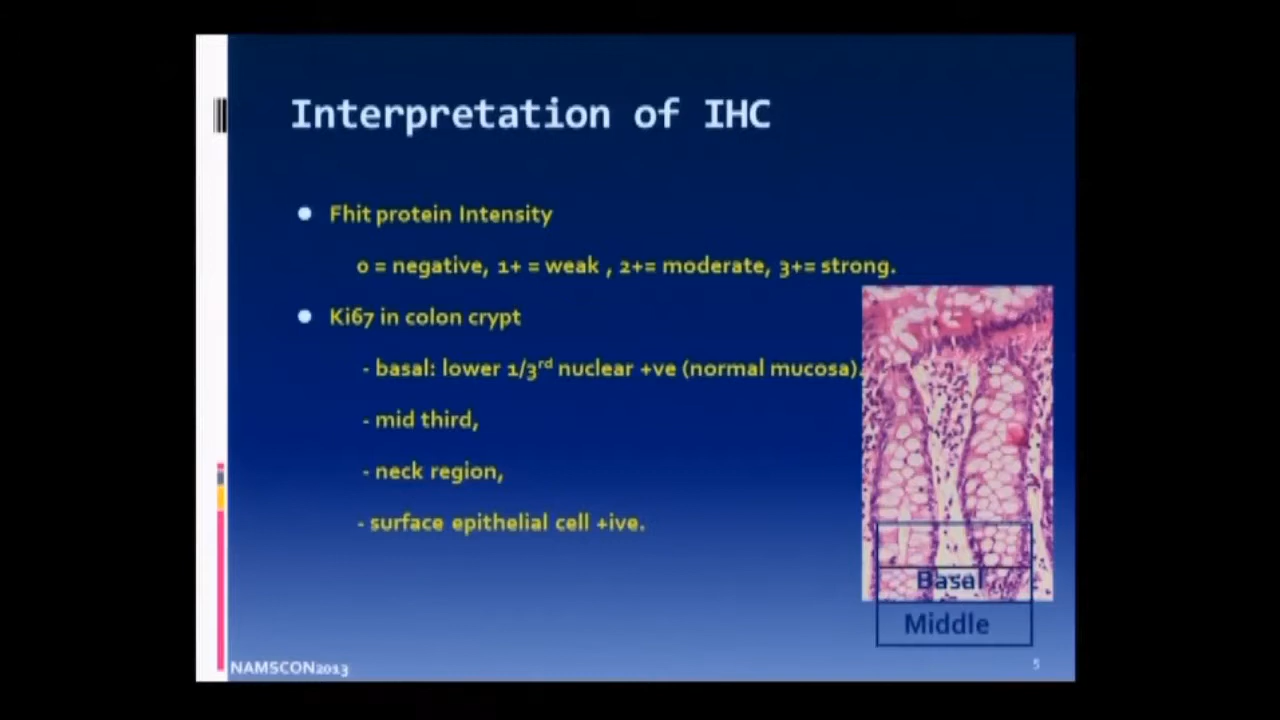 Interpretation of IHC
Fhit protein Intensity
0 = negative, 1+ = weak , 2+= moderate, 3+= strong.
Ki67 in colon crypt
- basal: lower 1/3rd nuclear +ve (normal mucosa).
- mid third,
- neck region,
- surface epithelial cell +ive.
Basal
Middle
NAMSCON2013
5